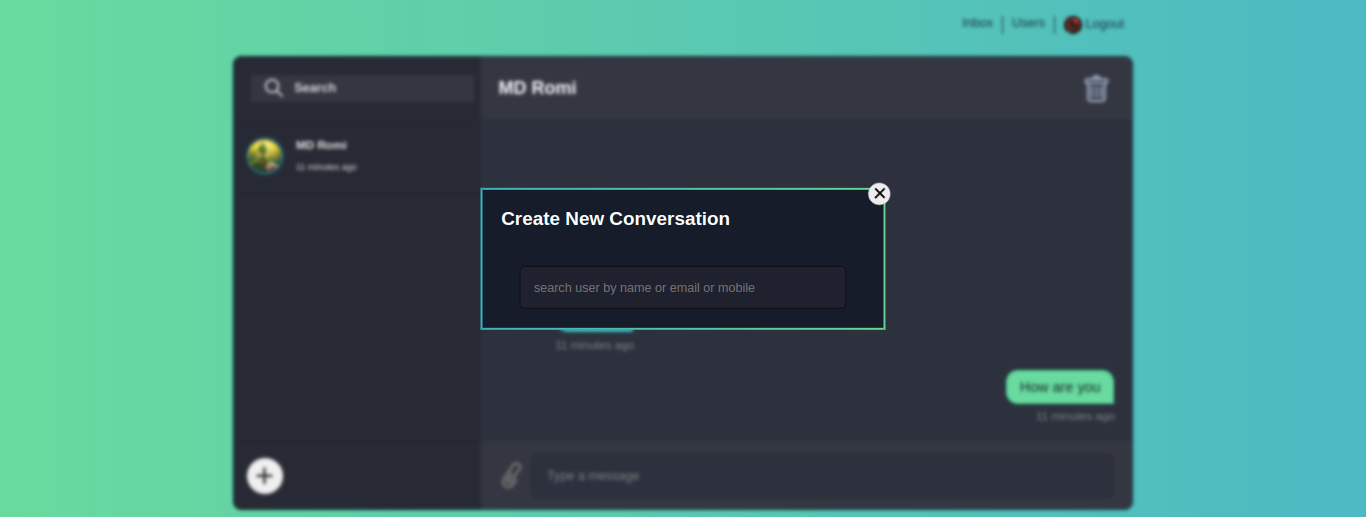 Inbox | Users | Logout
Search
MD Romi
MD Romi
11 minutes ago
Create New Conversation
search user by name or email or mobile
11 minutes ago
How are you
11 minutes ago
Type a message